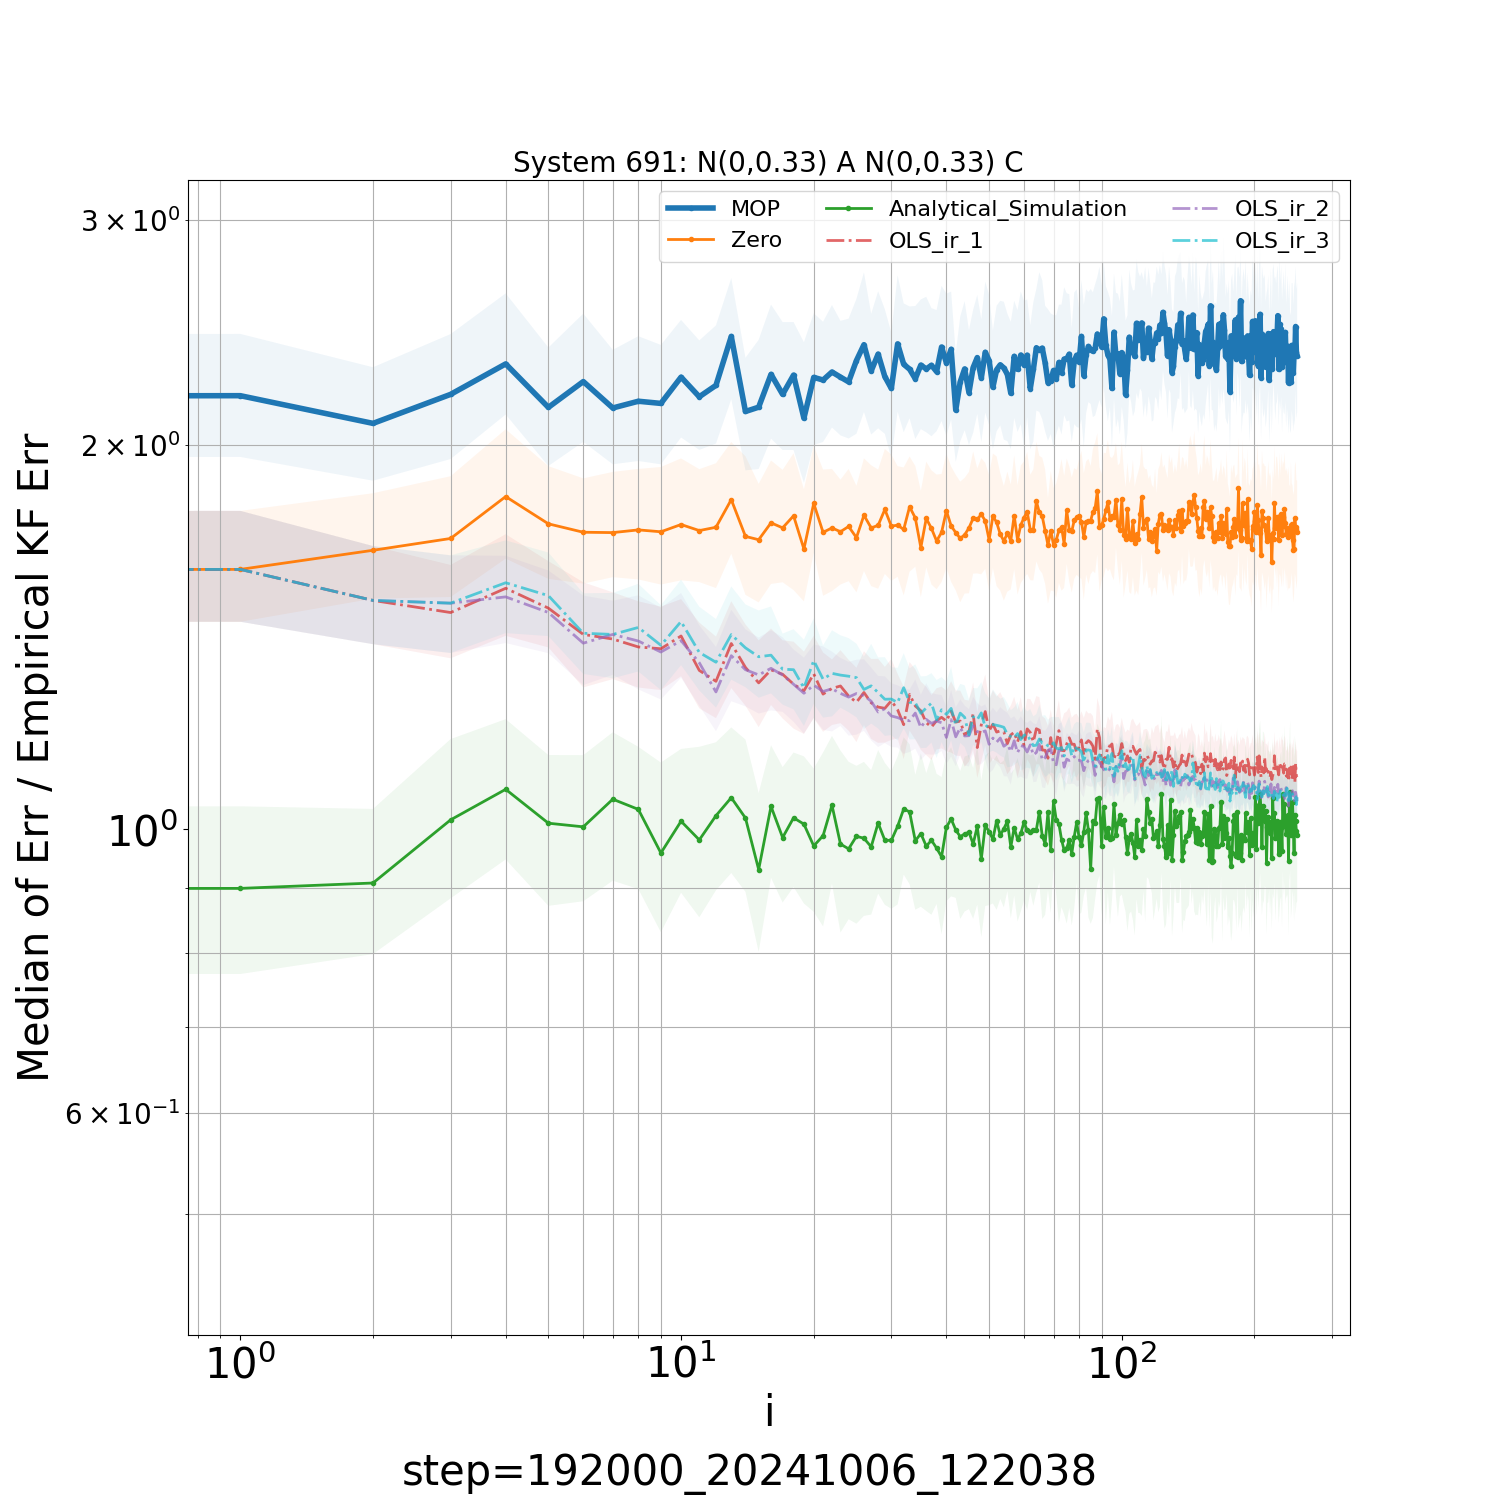 System 691: N(0,0.33) A N(0,0.33) C
MOP
Zero
Analytical_Simulation
OLS_ir_1
OLS_ir_2
OLS_ir_3
Median of Err / Empirical KF Err
3 × 10⁰
2 × 10⁰
10⁰
6 × 10⁻¹
10⁰ 10¹ 10²
i
step=192000_20241006_122038